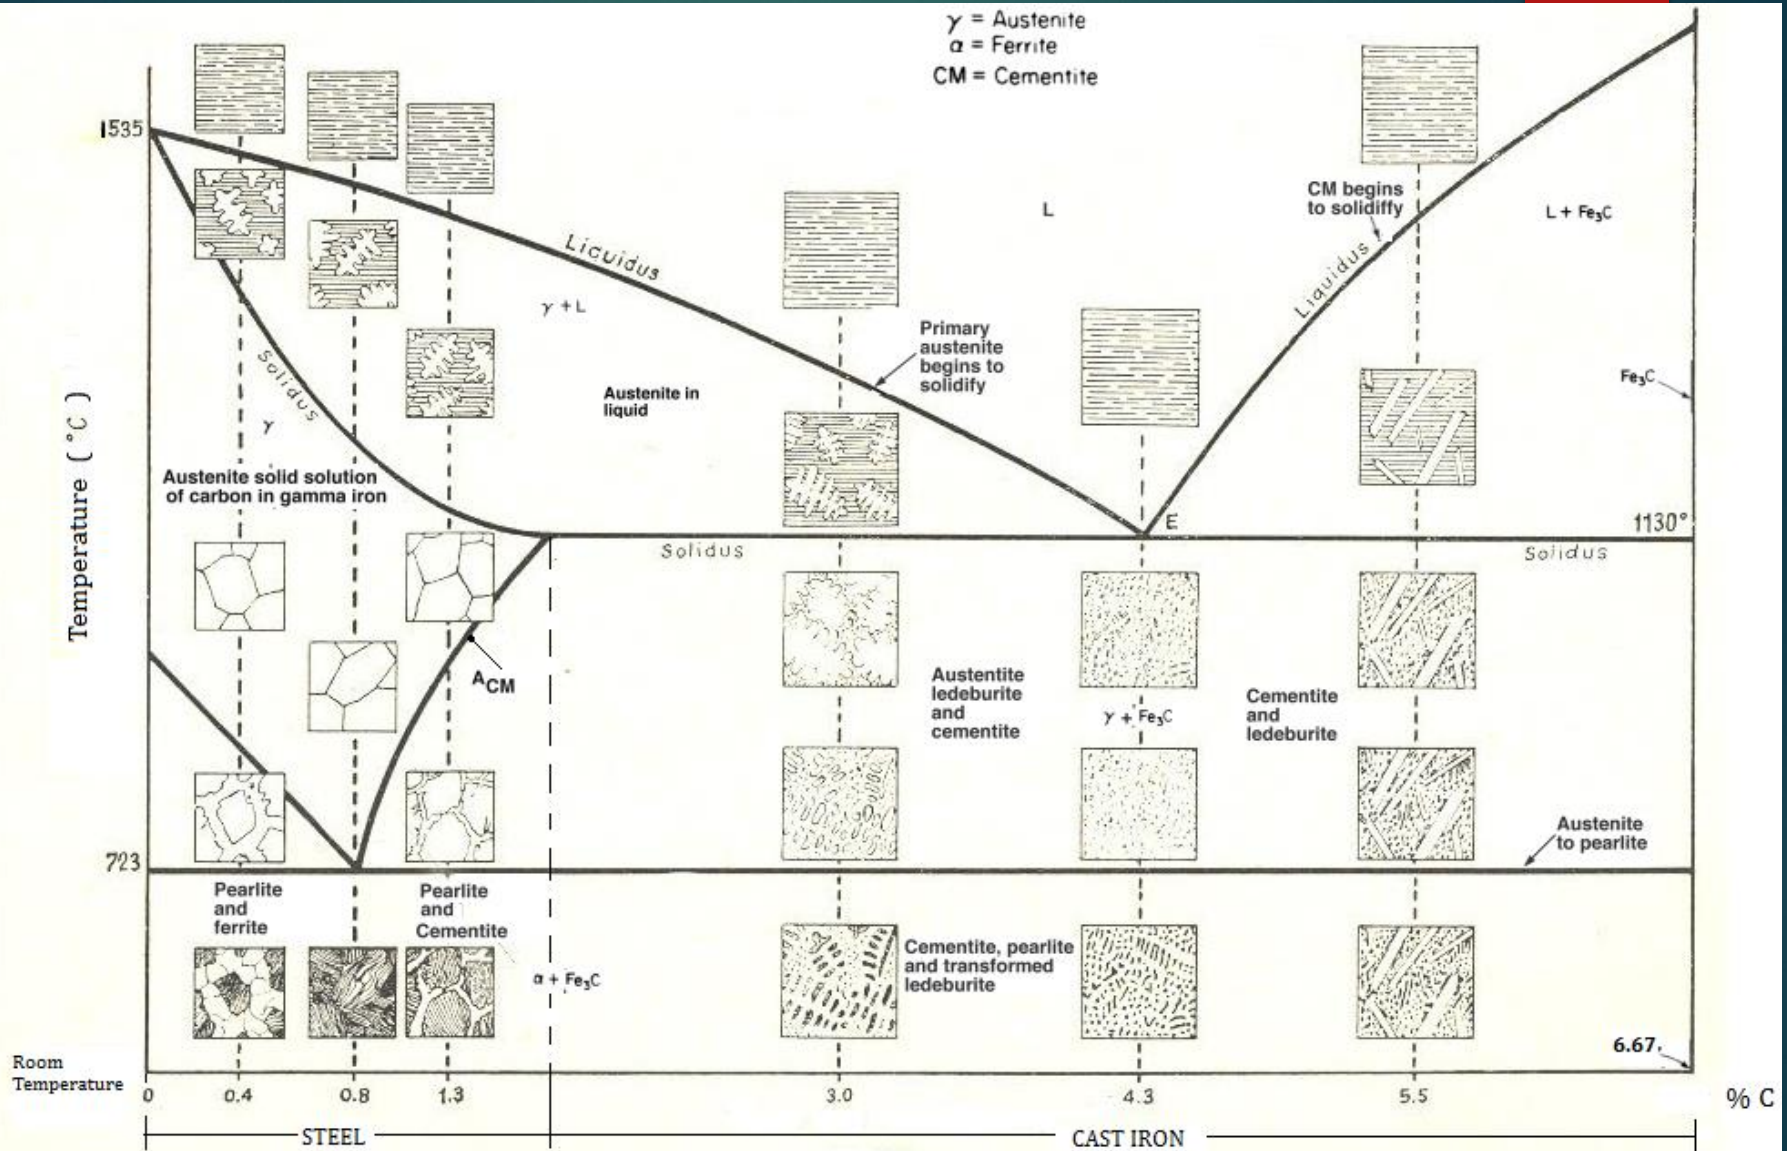 γ = Austenite
α = Ferrite
CM = Cementite
1535
Liquidus
L
CM begins
to solidiffy
L + Fe₃C
Liquidus
γ + L
Primary
austenite
begins to
solidify
Solidus
Fe₃C
Austenite in
liquid
γ
Austenite solid solution
of carbon in gamma iron
Temperature ( °C )
E
1130°
Solidus
Solidus
A CM
Austentite
ledeburite
and
cementite
γ + Fe₃C
Cementite
and
ledeburite
Austenite
to pearlite
723
Pearlite
and
ferrite
Pearlite
and
Cementite
α + Fe₃C
Cementite, pearlite
and transformed
ledeburite
6.67
Room
Temperature
0 0.4 0.8 1.3 3.0 4.3 5.5 % C
STEEL CAST IRON